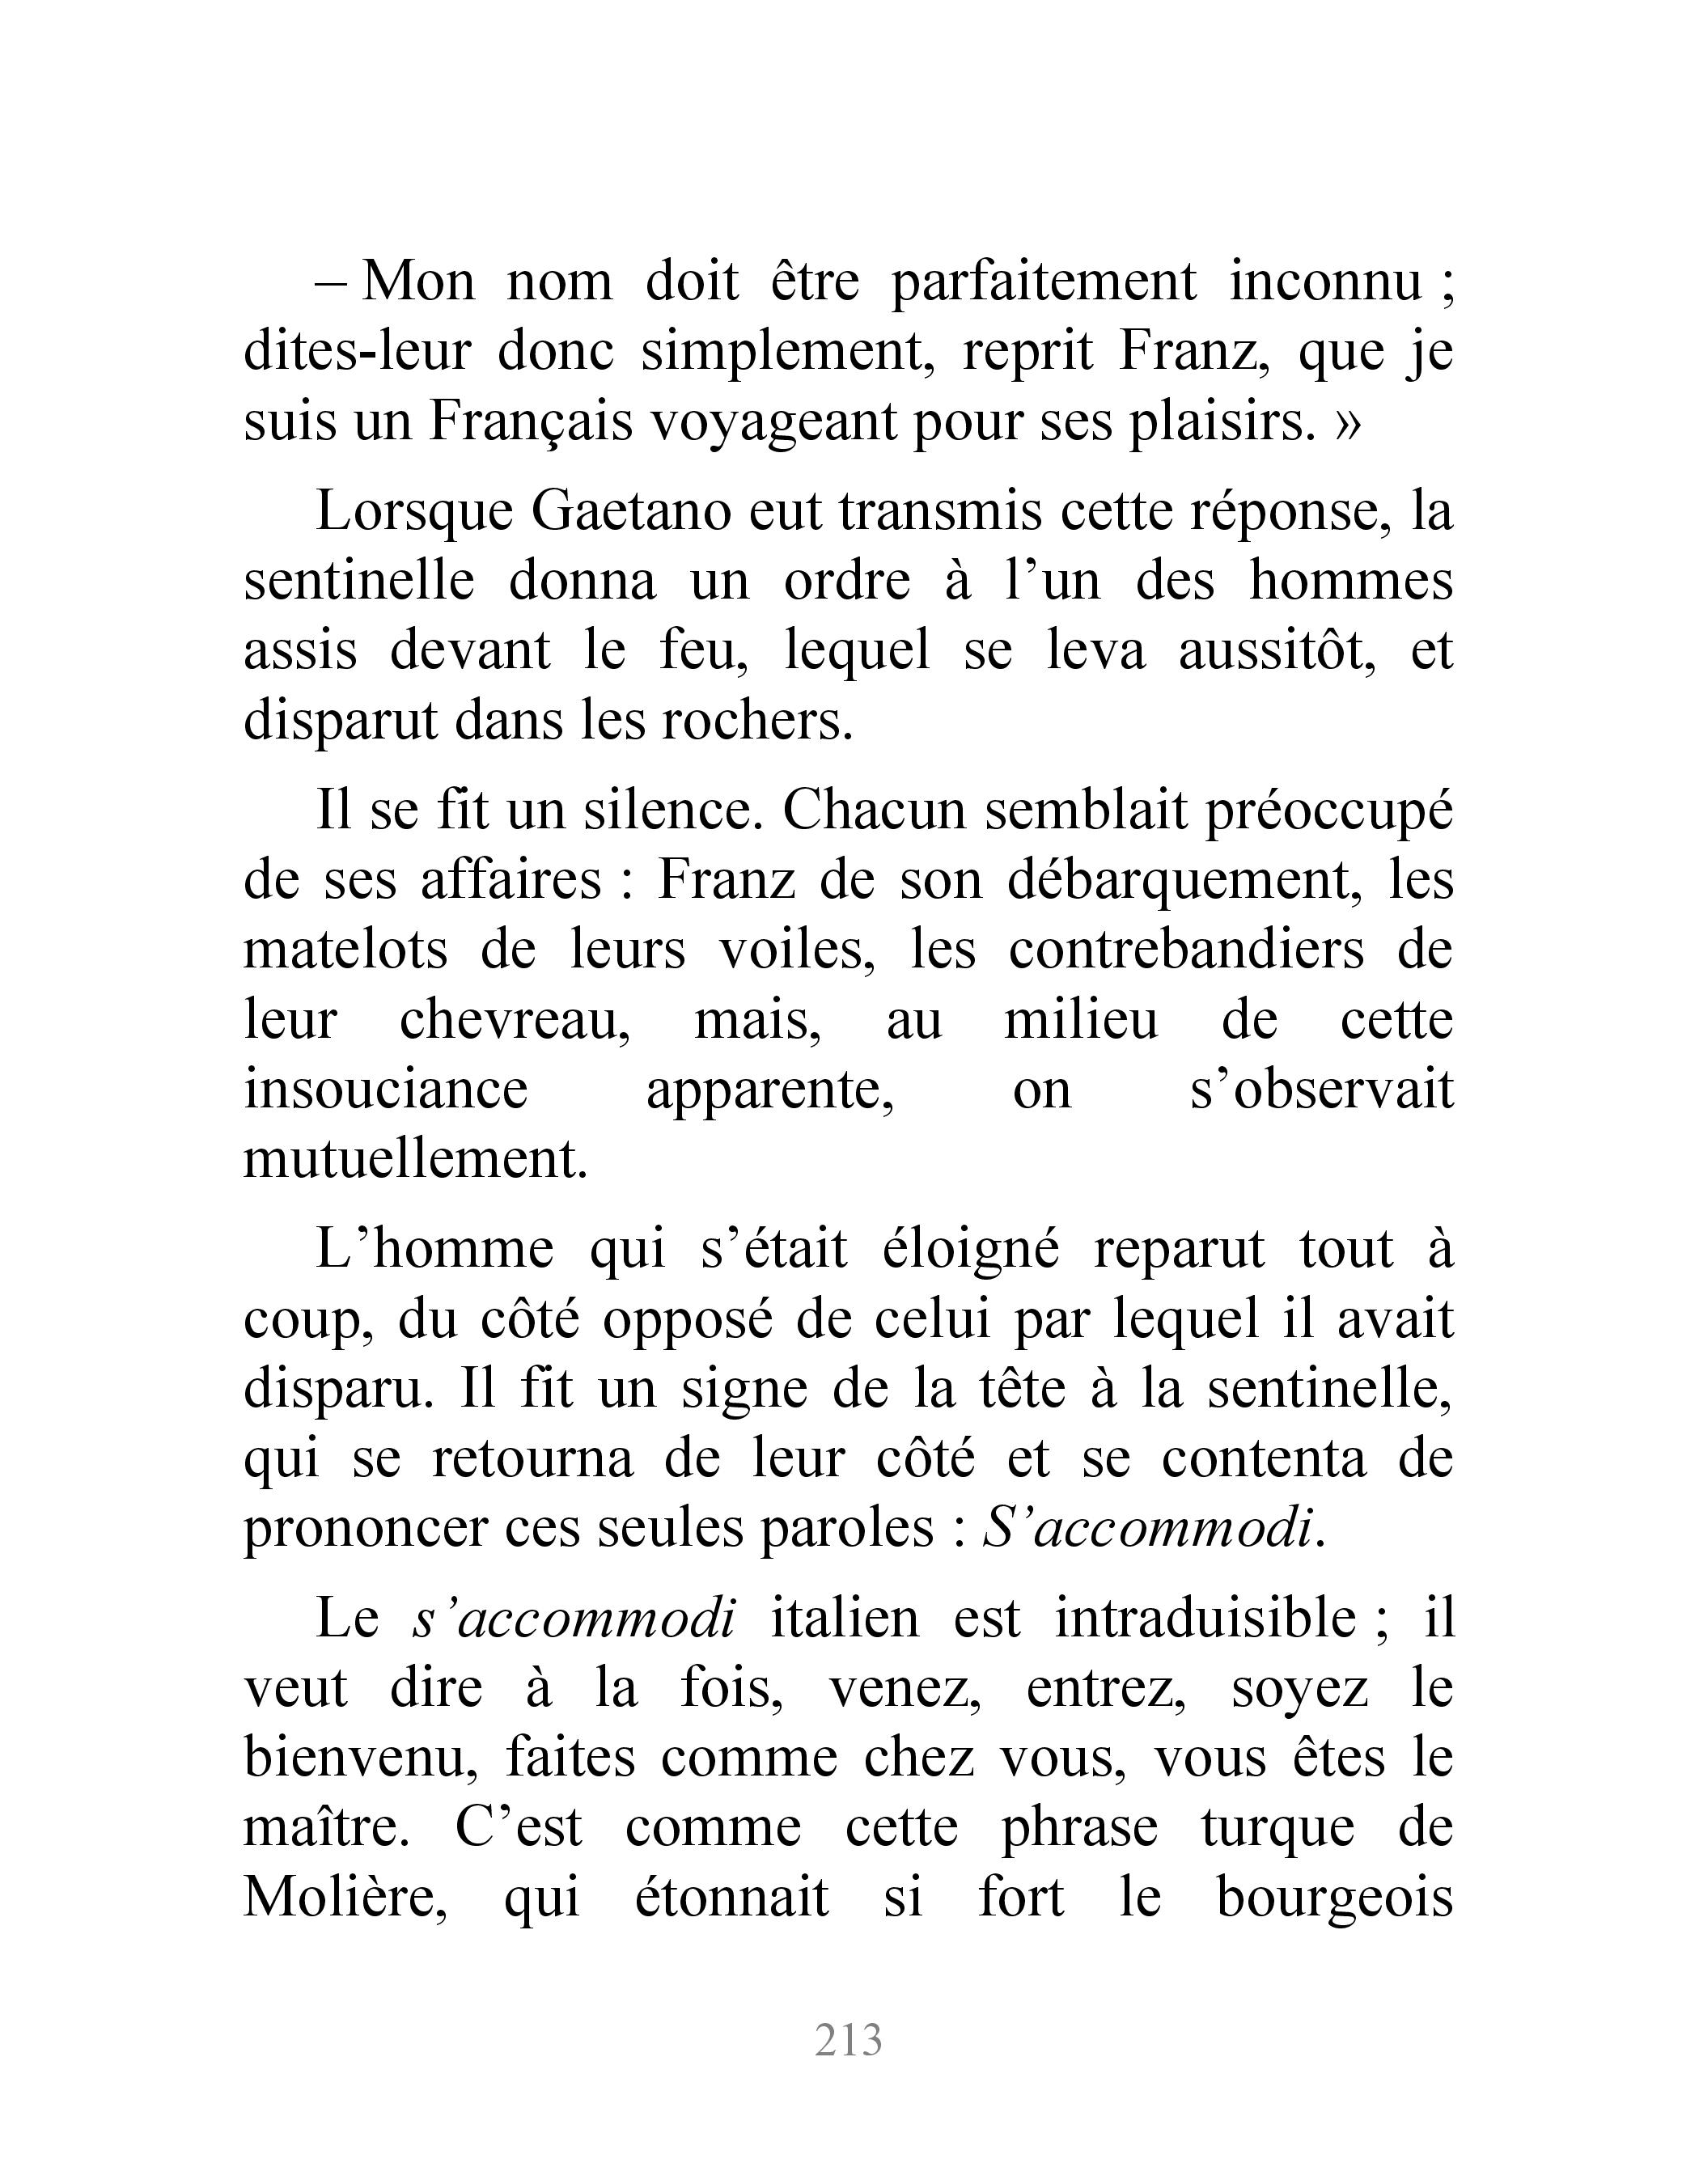 – Mon nom doit être parfaitement inconnu ;
dites-leur donc simplement, reprit Franz, que je
suis un Français voyageant pour ses plaisirs. »
Lorsque Gaetano eut transmis cette réponse, la
sentinelle donna un ordre à l’un des hommes
assis devant le feu, lequel se leva aussitôt, et
disparut dans les rochers.
Il se fit un silence. Chacun semblait préoccupé
de ses affaires : Franz de son débarquement, les
matelots de leurs voiles, les contrebandiers de
leur chevreau, mais, au milieu de cette
insouciance apparente, on s’observait
mutuellement.
L’homme qui s’était éloigné reparut tout à
coup, du côté opposé de celui par lequel il avait
disparu. Il fit un signe de la tête à la sentinelle,
qui se retourna de leur côté et se contenta de
prononcer ces seules paroles : S’accommodi.
Le s’accommodi italien est intraduisible ; il
veut dire à la fois, venez, entrez, soyez le
bienvenu, faites comme chez vous, vous êtes le
maître. C’est comme cette phrase turque de
Molière, qui étonnait si fort le bourgeois
213